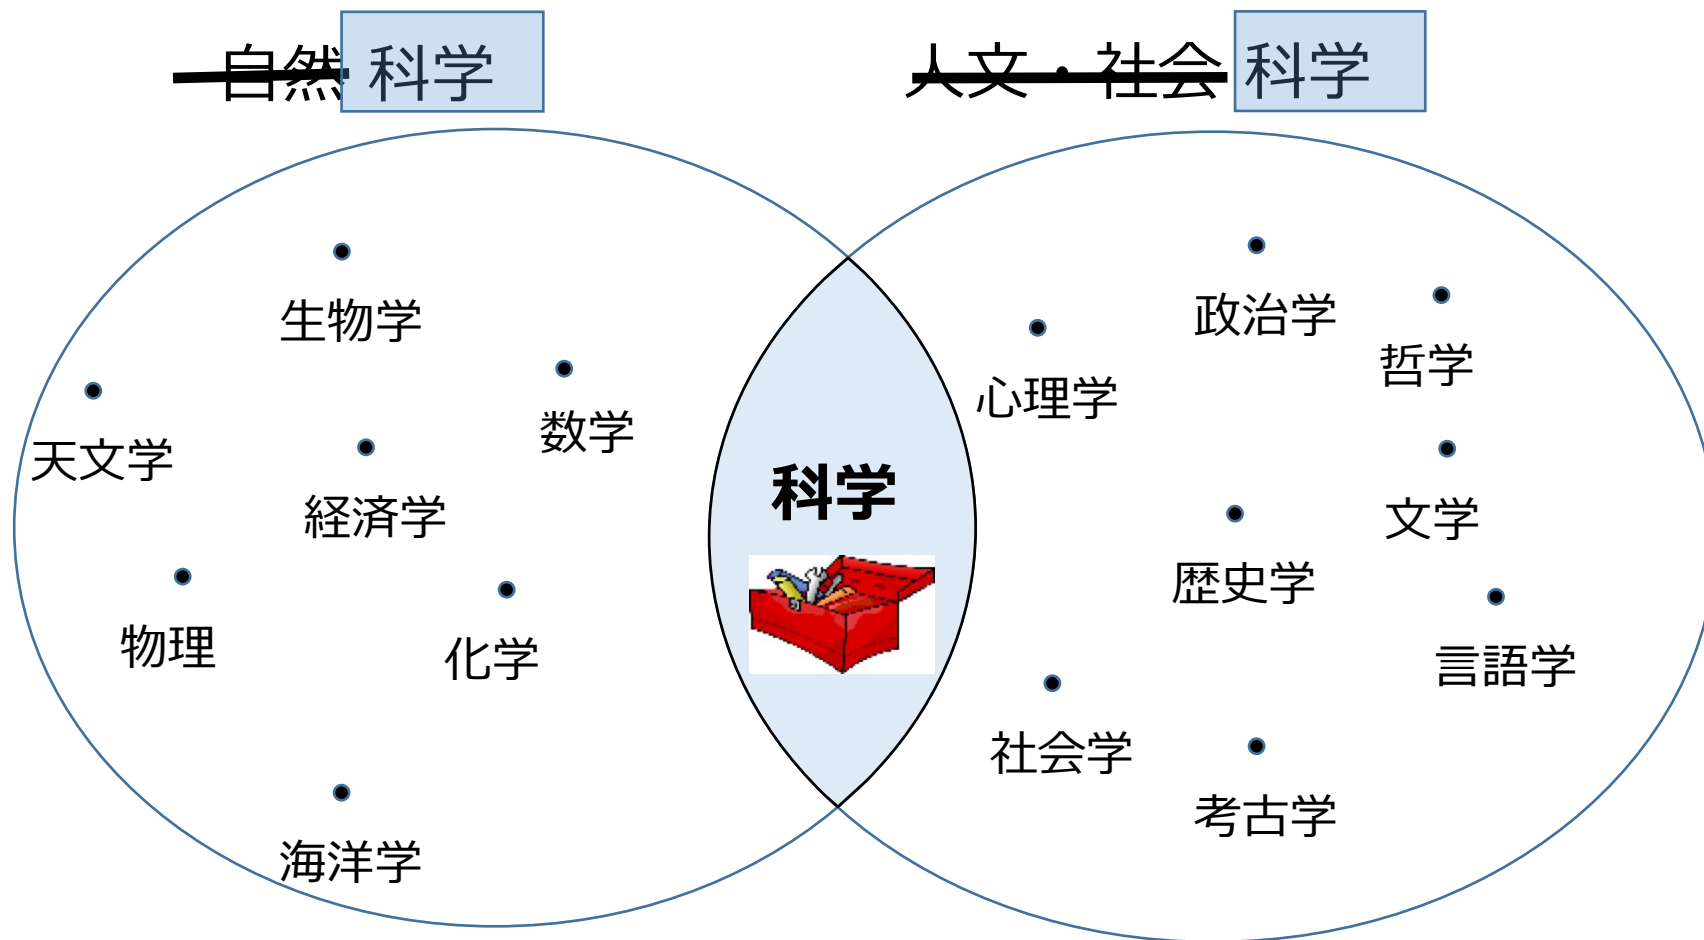 自然 科学
人文・社会 科学
生物学
数学
天文学
経済学
物理
化学
海洋学
科学
政治学
哲学
心理学
文学
歴史学
言語学
社会学
考古学